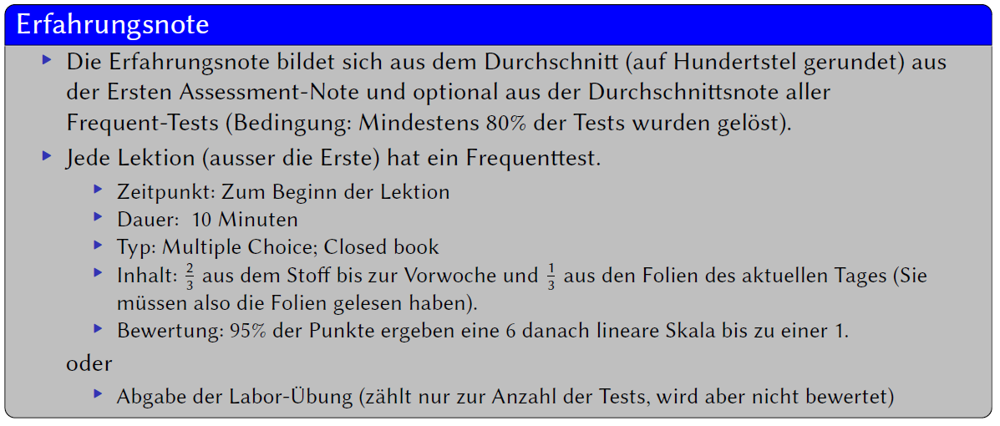 Erfahrungsnote
▶ Die Erfahrungsnote bildet sich aus dem Durchschnitt (auf Hundertstel gerundet) aus
der Ersten Assessment-Note und optional aus der Durchschnittsnote aller
Frequent-Tests (Bedingung: Mindestens 80% der Tests wurden gelöst).
▶ Jede Lektion (ausser die Erste) hat ein Frequenttest.
▶ Zeitpunkt: Zum Beginn der Lektion
▶ Dauer: 10 Minuten
▶ Typ: Multiple Choice; Closed book
▶ Inhalt: 2/3 aus dem Stoff bis zur Vorwoche und 1/3 aus den Folien des aktuellen Tages (Sie
müssen also die Folien gelesen haben).
▶ Bewertung: 95% der Punkte ergeben eine 6 danach lineare Skala bis zu einer 1.
oder
▶ Abgabe der Labor-Übung (zählt nur zur Anzahl der Tests, wird aber nicht bewertet)